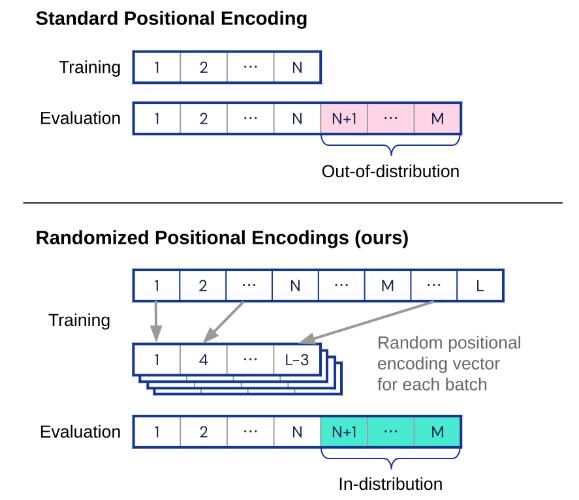 Standard Positional Encoding
Training 1 2 ... N
Evaluation 1 2 ... N N+1 ... M
Out-of-distribution
Randomized Positional Encodings (ours)
1 2 ... N ... M ... L
Training
1 4 ... L-3
Random positional
encoding vector
for each batch
Evaluation 1 2 ... N N+1 ... M
In-distribution